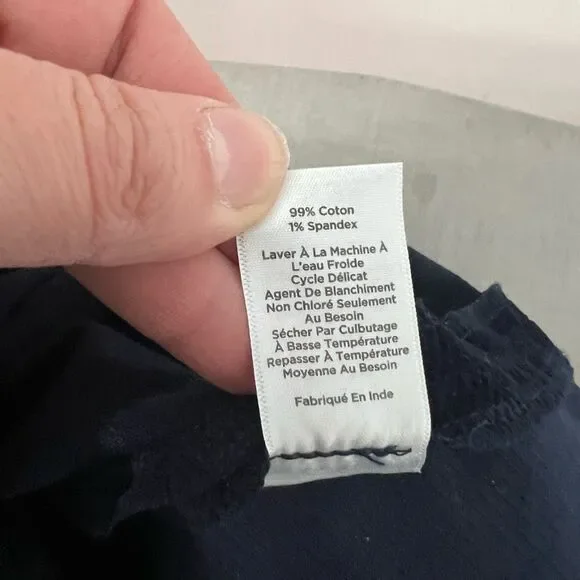 99% Coton
1% Spandex
Laver À La Machine À
L'eau Froide
Cycle Délicat
Agent De Blanchiment
Non Chloré Seulement
Au Besoin
Sécher Par Culbutage
À Basse Température
Repasser À Température
Moyenne Au Besoin
Fabriqué En Inde